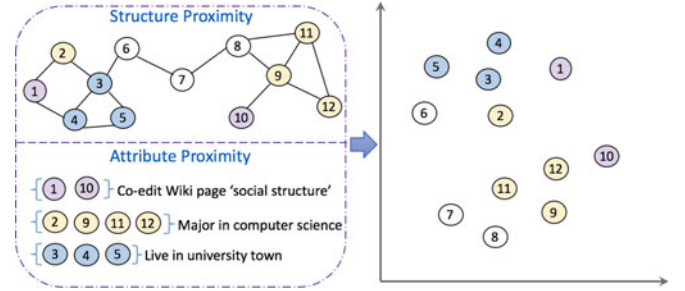 Structure Proximity
2 6 8 11
1 3 7 9
4 5 10 12
Attribute Proximity
1 10 Co-edit Wiki page ‘social structure’
2 9 11 12 Major in computer science
3 4 5 Live in university town
4
5 3 1
6 2
12 10
11
7 9
8